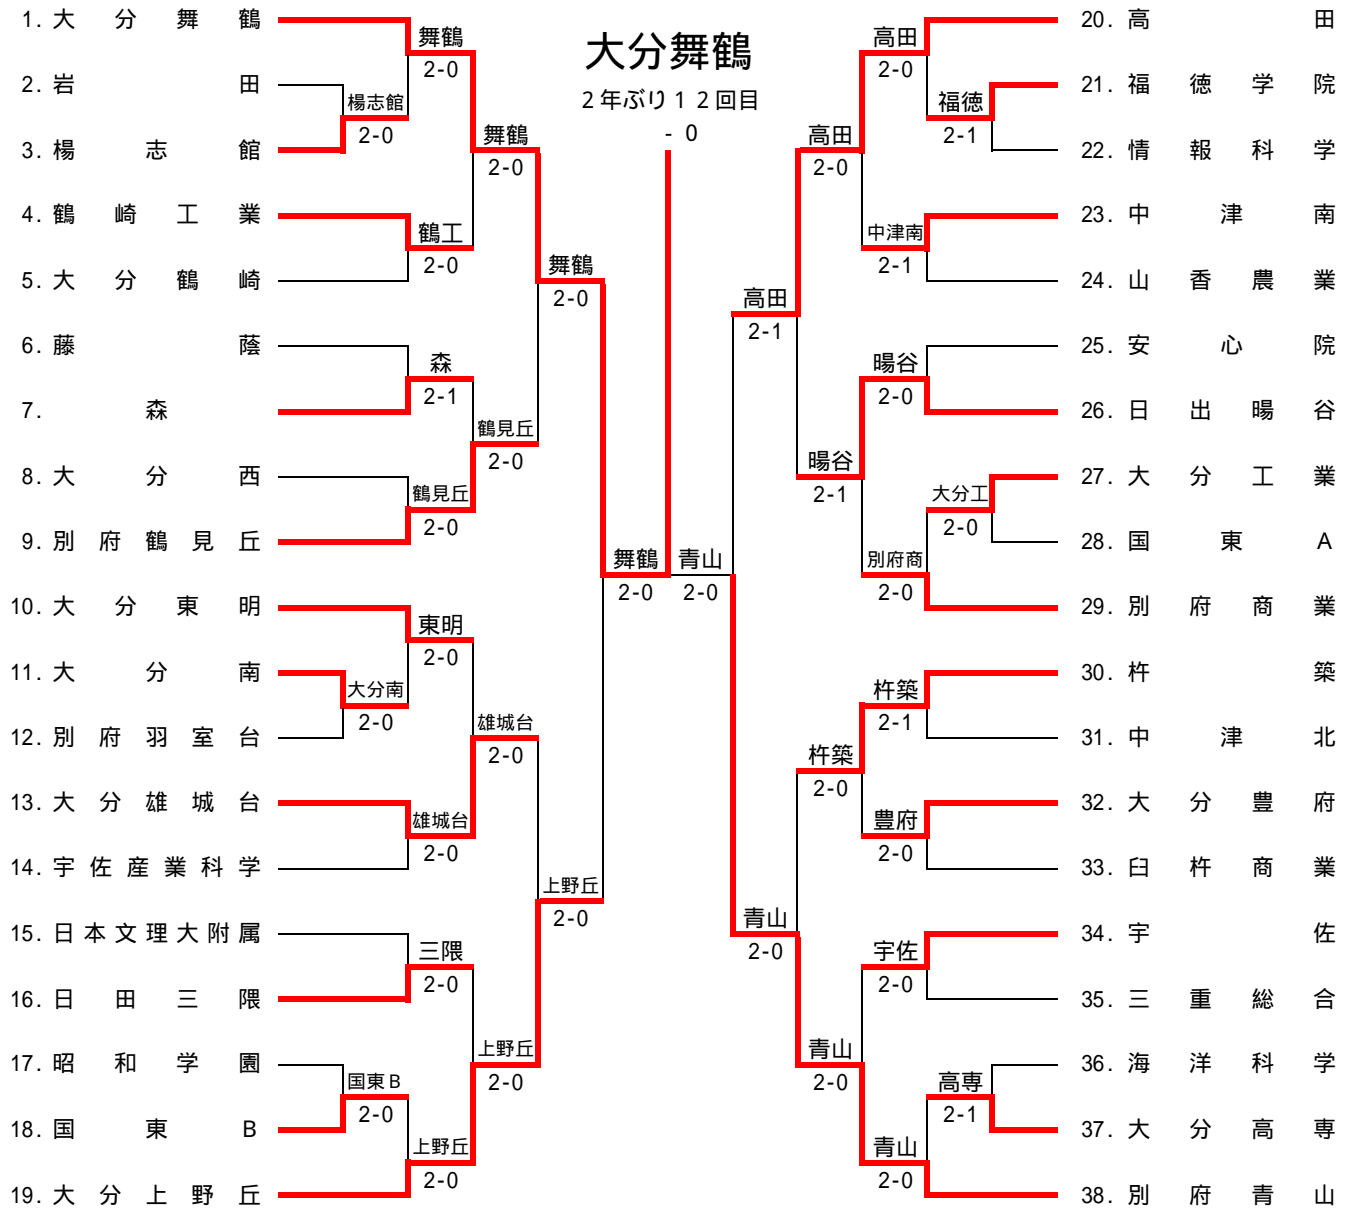 大分舞鶴
2年ぶり12回目
- 0
1. 大分舞鶴
2. 岩田
3. 楊志館
4. 鶴崎工業
5. 大分鶴崎
6. 藤蔭
7. 森
8. 大分西
9. 別府鶴見丘
10. 大分東明
11. 大分南
12. 別府羽室台
13. 大分雄城台
14. 宇佐産業科学
15. 日本文理大附属
16. 日田三隈
17. 昭和学園
18. 国東B
19. 大分上野丘
楊志館
2-0
大分南
2-0
国東B
2-0
舞鶴
2-0
鶴工
2-0
森
2-1
鶴見丘
2-0
東明
2-0
雄城台
2-0
三隈
2-0
上野丘
2-0
舞鶴
2-0
鶴見丘
2-0
雄城台
2-0
上野丘
2-0
舞鶴
2-0
上野丘
2-0
舞鶴
2-0
青山
2-0
高田
2-1
青山
2-0
高田
2-0
暘谷
2-1
杵築
2-0
青山
2-0
高田
2-0
中津南
2-1
暘谷
2-0
別府商
2-0
杵築
2-1
豊府
2-0
宇佐
2-0
青山
2-0
福徳
2-1
大分工
2-0
高専
2-1
20. 高田
21. 福徳学院
22. 情報科学
23. 中津南
24. 山香農業
25. 安心院
26. 日出暘谷
27. 大分工業
28. 国東A
29. 別府商業
30. 杵築
31. 中津北
32. 大分豊府
33. 臼杵商業
34. 宇佐
35. 三重総合
36. 海洋科学
37. 大分高専
38. 別府青山